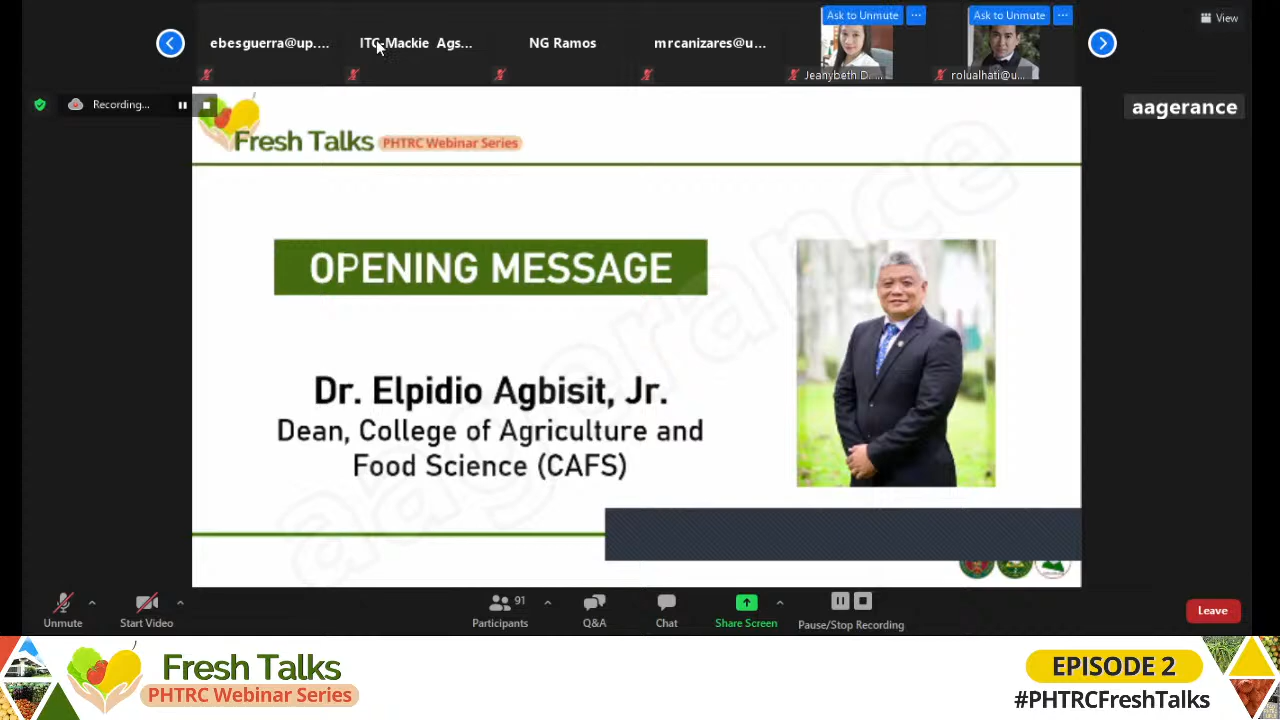 Ask to Unmute
Ask to Unmute
View
ebesguerra@up....
ITC-Mackie Ags...
NG Ramos
mrcanizares@u...
Jeanybeth D. ...
rolualhati@u...
Recording...
aagerance
Fresh Talks PHTRC Webinar Series
aagerance
OPENING MESSAGE
Dr. Elpidio Agbisit, Jr.
Dean, College of Agriculture and
Food Science (CAFS)
91
Unmute
Start Video
Participants
Q&A
Chat
Share Screen
Pause/Stop Recording
Leave
Fresh Talks
PHTRC Webinar Series
EPISODE 2
#PHTRCFreshTalks